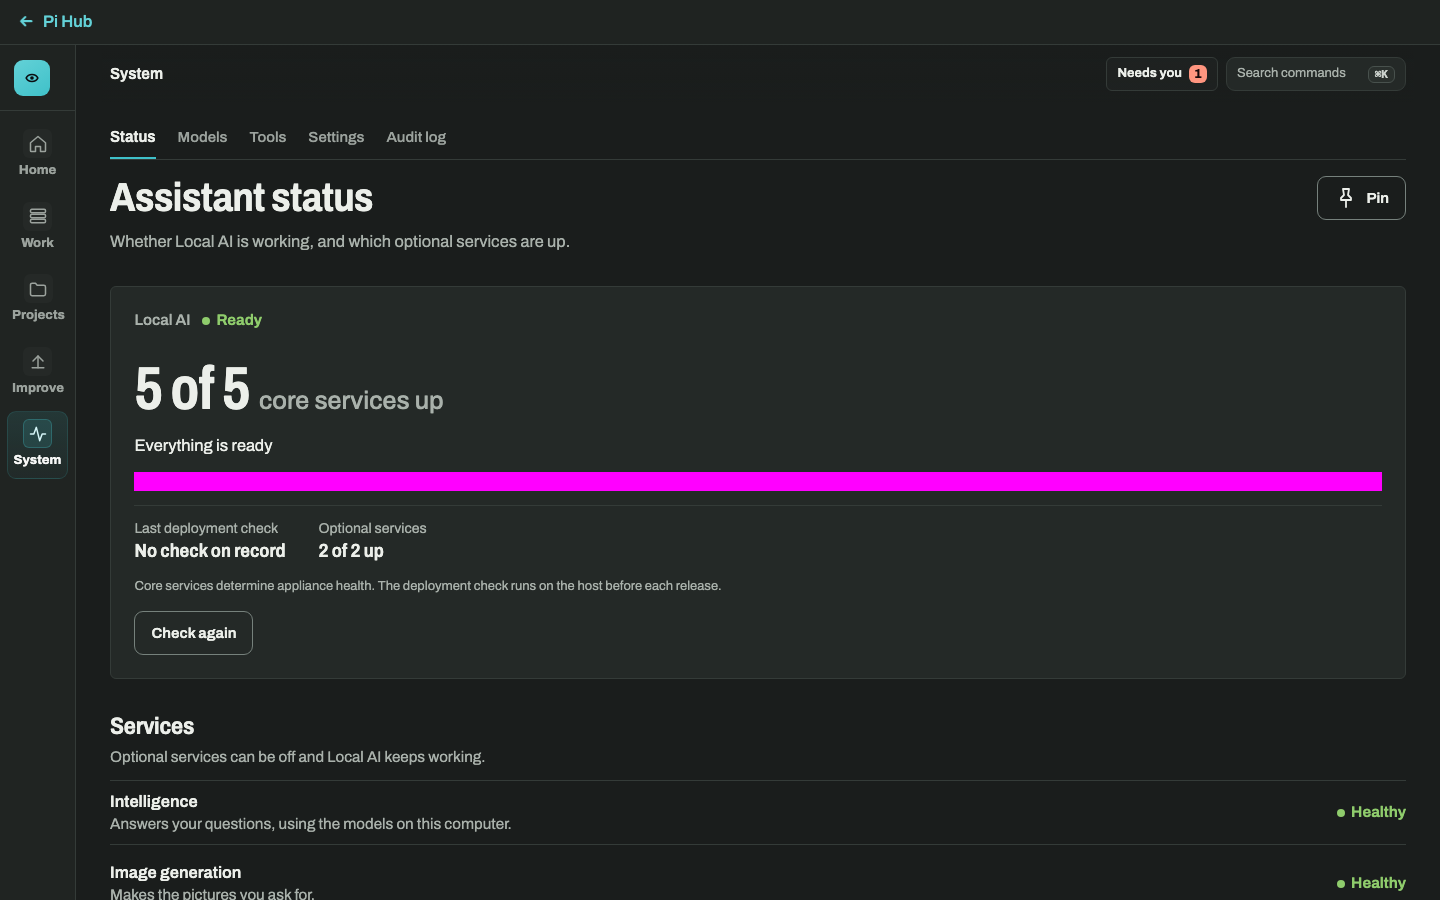 Pi Hub
System
Needs you 1
Search commands ⌘K
Home
Work
Projects
Improve
System
Status Models Tools Settings Audit log
Assistant status
Pin
Whether Local AI is working, and which optional services are up.
Local AI Ready
5 of 5 core services up
Everything is ready
Last deployment check
No check on record
Optional services
2 of 2 up
Core services determine appliance health. The deployment check runs on the host before each release.
Check again
Services
Optional services can be off and Local AI keeps working.
Intelligence
Answers your questions, using the models on this computer.
Healthy
Image generation
Makes the pictures you ask for.
Healthy